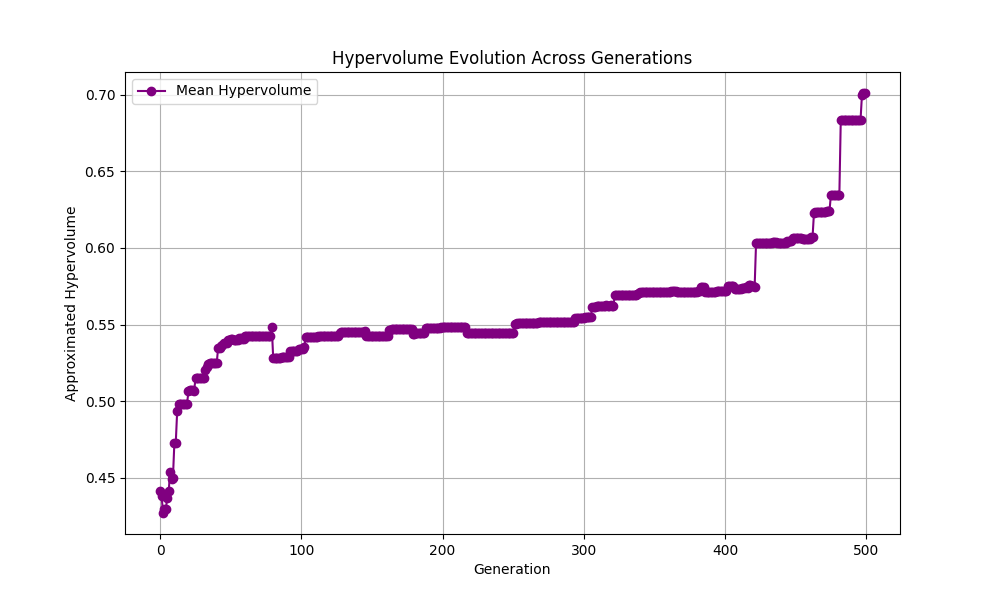 Hypervolume Evolution Across Generations
Mean Hypervolume
0.70
0.65
0.60
0.55
0.50
0.45
Approximated Hypervolume
0 100 200 300 400 500
Generation